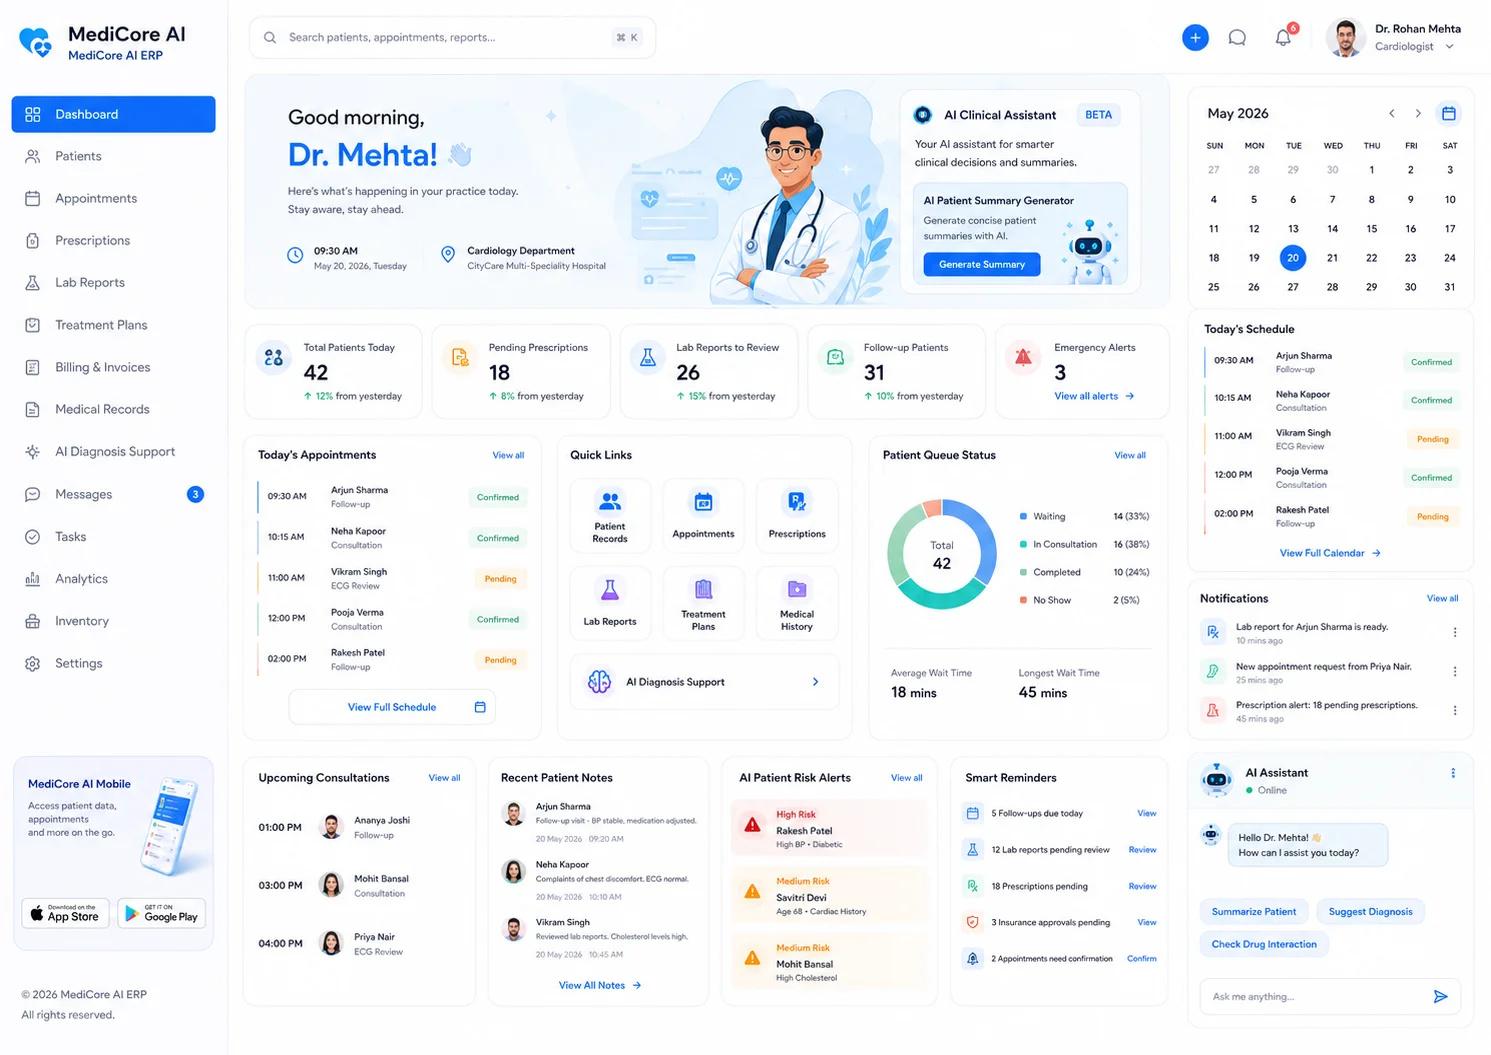 MediCore AI
MediCore AI ERP
Dashboard
Patients
Appointments
Prescriptions
Lab Reports
Treatment Plans
Billing & Invoices
Medical Records
AI Diagnosis Support
Messages 3
Tasks
Analytics
Inventory
Settings
MediCore AI Mobile
Access patient data,
appointments
and more on the go.
Download on the
App Store
GET IT ON
Google Play
© 2026 MediCore AI ERP
All rights reserved.
Search patients, appointments, reports...
⌘ K
6
Dr. Rohan Mehta
Cardiologist
Good morning,
Dr. Mehta! 👋
Here's what's happening in your practice today.
Stay aware, stay ahead.
09:30 AM
May 20, 2026, Tuesday
Cardiology Department
CityCare Multi-Speciality Hospital
AI Clinical Assistant BETA
Your AI assistant for smarter
clinical decisions and summaries.
AI Patient Summary Generator
Generate concise patient
summaries with AI.
Generate Summary
Total Patients Today
42
↑ 12% from yesterday
Pending Prescriptions
18
↑ 8% from yesterday
Lab Reports to Review
26
↑ 15% from yesterday
Follow-up Patients
31
↑ 10% from yesterday
Emergency Alerts
3
View all alerts →
Today's Appointments View all
09:30 AM Arjun Sharma Confirmed
Follow-up
10:15 AM Neha Kapoor Confirmed
Consultation
11:00 AM Vikram Singh Pending
ECG Review
12:00 PM Pooja Verma Confirmed
Consultation
02:00 PM Rakesh Patel Pending
Follow-up
View Full Schedule
Quick Links
Patient
Records
Appointments
Prescriptions
Lab Reports
Treatment
Plans
Medical
History
AI Diagnosis Support
Patient Queue Status View all
Total
42
Waiting 14 (33%)
In Consultation 16 (38%)
Completed 10 (24%)
No Show 2 (5%)
Average Wait Time
18 mins
Longest Wait Time
45 mins
Upcoming Consultations View all
01:00 PM Ananya Joshi
Follow-up
03:00 PM Mohit Bansal
Consultation
04:00 PM Priya Nair
ECG Review
Recent Patient Notes
Arjun Sharma
Follow-up visit - BP stable, medication adjusted.
20 May 2026 09:20 AM
Neha Kapoor
Complaints of chest discomfort. ECG normal.
20 May 2026 10:10 AM
Vikram Singh
Reviewed lab reports. Cholesterol levels high.
20 May 2026 10:45 AM
View All Notes →
AI Patient Risk Alerts View all
High Risk
Rakesh Patel
High BP • Diabetic
Medium Risk
Savitri Devi
Age 68 • Cardiac History
Medium Risk
Mohit Bansal
High Cholesterol
Smart Reminders
5 Follow-ups due today View
12 Lab reports pending review Review
18 Prescriptions pending Review
3 Insurance approvals pending View
2 Appointments need confirmation Confirm
May 2026
SUN MON TUE WED THU FRI SAT
27 28 29 30 1 2 3
4 5 6 7 8 9 10
11 12 13 14 15 16 17
18 19 20 21 22 23 24
25 26 27 28 29 30 31
Today's Schedule
09:30 AM Arjun Sharma Confirmed
Follow-up
10:15 AM Neha Kapoor Confirmed
Consultation
11:00 AM Vikram Singh Pending
ECG Review
12:00 PM Pooja Verma Confirmed
Consultation
02:00 PM Rakesh Patel Pending
Follow-up
View Full Calendar →
Notifications View all
Lab report for Arjun Sharma is ready.
10 mins ago
New appointment request from Priya Nair.
25 mins ago
Prescription alert: 18 pending prescriptions.
45 mins ago
AI Assistant
Online
Hello Dr. Mehta! 👋
How can I assist you today?
Summarize Patient
Suggest Diagnosis
Check Drug Interaction
Ask me anything...